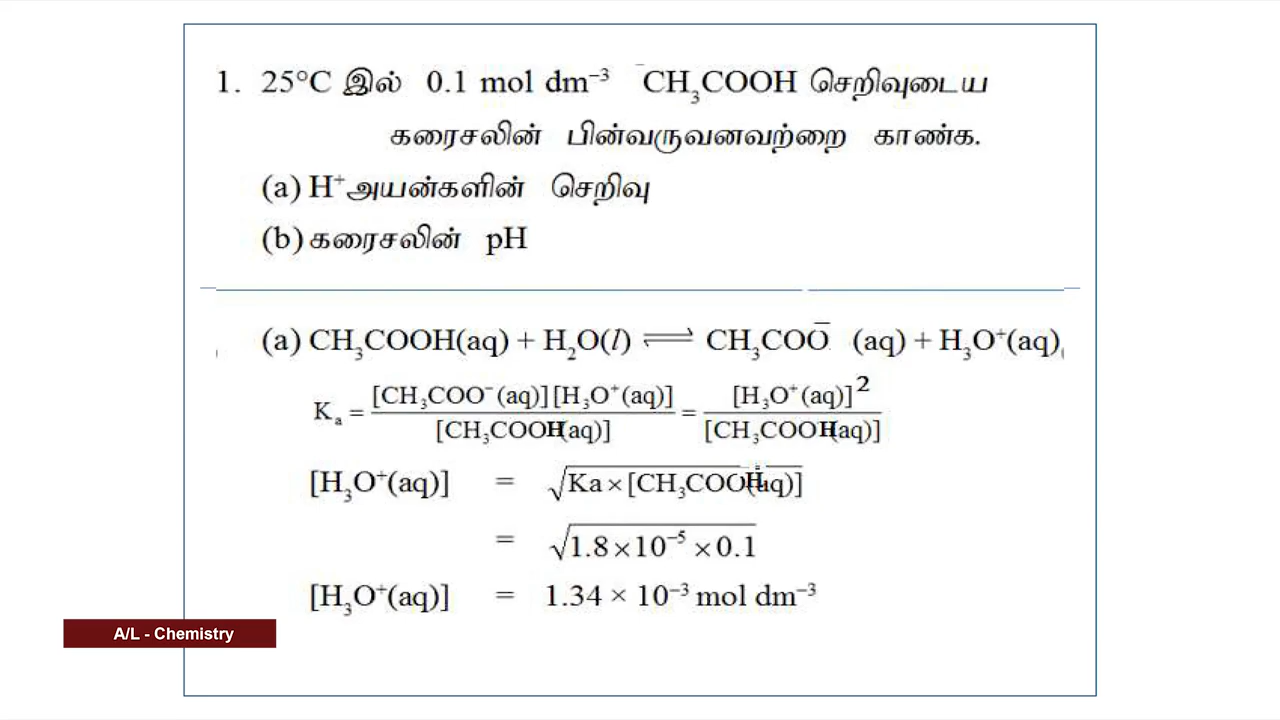 1. 25°C இல் 0.1 mol dm⁻³ CH₃COOH செறிவுடைய
கரைசலின் பின்வருவனவற்றை காண்க.
(a) H⁺ அயன்களின் செறிவு
(b) கரைசலின் pH
(a) CH₃COOH(aq) + H₂O(l) ⇌ CH₃COO⁻ (aq) + H₃O⁺(aq)
Kₐ = [CH₃COO⁻(aq)][H₃O⁺(aq)] / [CH₃COOH(aq)] = [H₃O⁺(aq)]² / [CH₃COOH(aq)]
[H₃O⁺(aq)] = √(Ka × [CH₃COOH(aq)])
= √(1.8 × 10⁻⁵ × 0.1)
[H₃O⁺(aq)] = 1.34 × 10⁻³ mol dm⁻³
A/L - Chemistry